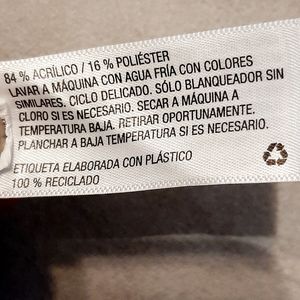 84 % ACRÍLICO / 16 % POLIÉSTER
LAVAR A MÁQUINA CON AGUA FRÍA CON COLORES
SIMILARES. CICLO DELICADO. SÓLO BLANQUEADOR SIN
CLORO SI ES NECESARIO. SECAR A MÁQUINA A
TEMPERATURA BAJA. RETIRAR OPORTUNAMENTE.
PLANCHAR A BAJA TEMPERATURA SI ES NECESARIO.
ETIQUETA ELABORADA CON PLÁSTICO
100 % RECICLADO